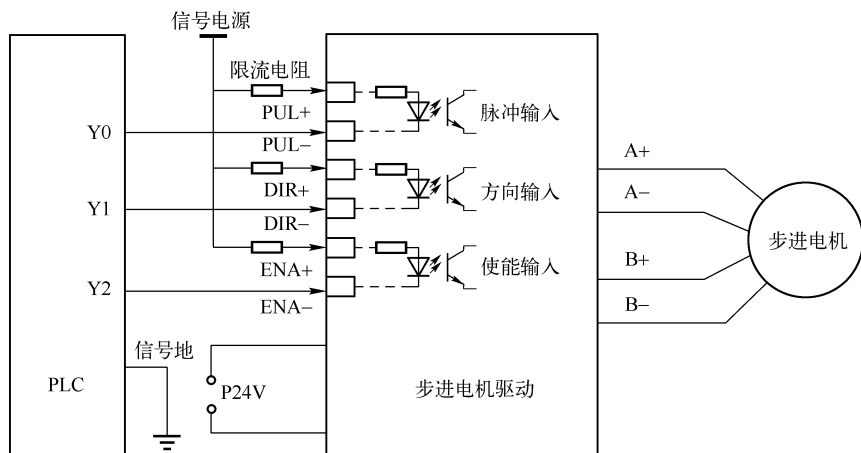 信号电源
限流电阻
PUL+
脉冲输入
Y0
PUL−
A+
DIR+
方向输入
A−
Y1
DIR−
步进电机
ENA+
使能输入
B+
Y2
ENA−
B−
信号地
PLC
P24V
步进电机驱动